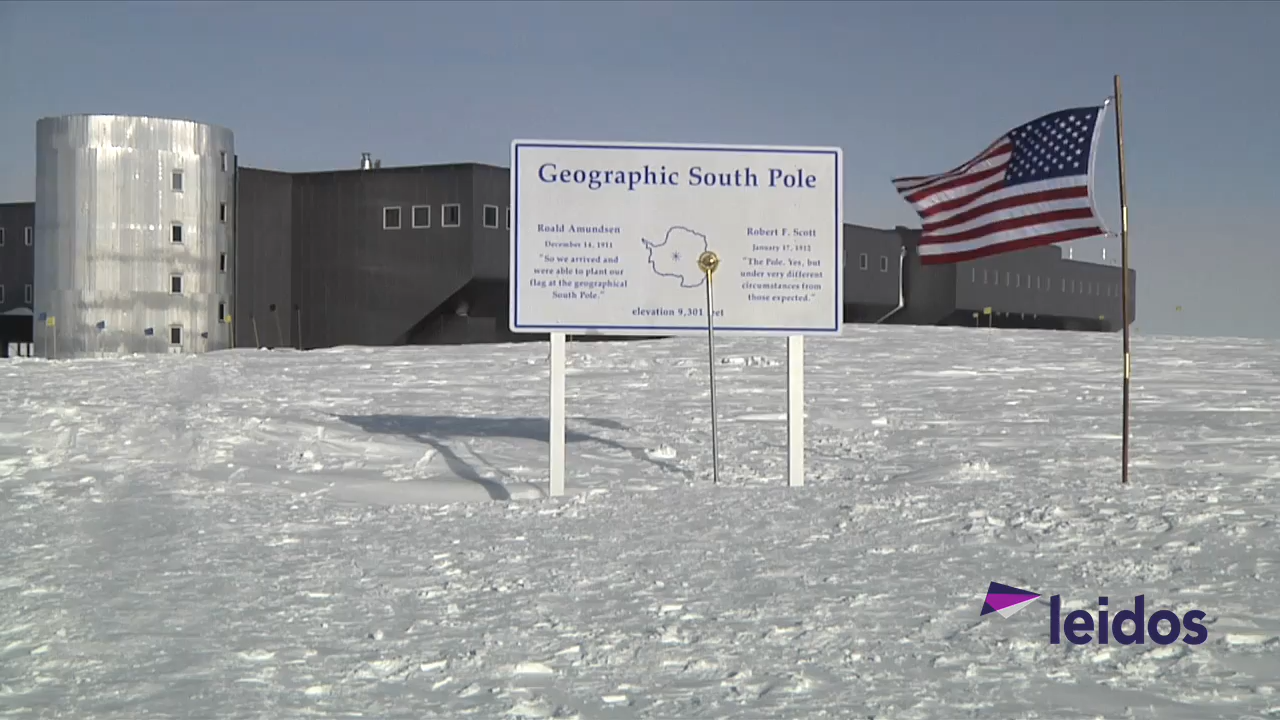 Geographic South Pole
Roald Amundsen
December 14, 1911
"So we arrived and
were able to plant our
flag at the geographical
South Pole."
Robert F. Scott
January 17, 1912
"The Pole. Yes, but
under very different
circumstances from
those expected."
elevation 9,301
leidos